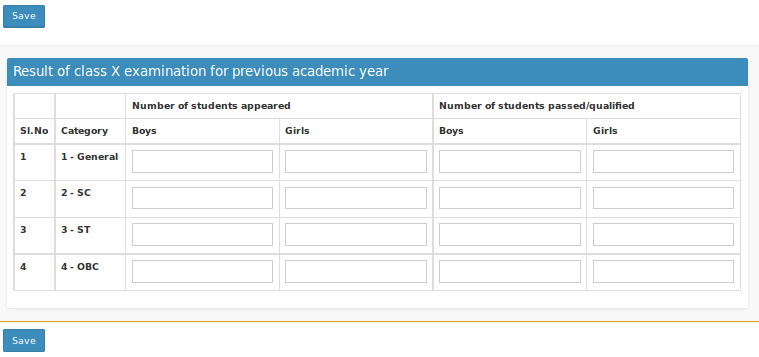 Save
Result of class X examination for previous academic year
Number of students appeared Number of students passed/qualified
Sl.No Category Boys Girls Boys Girls
1 1 - General
2 2 - SC
3 3 - ST
4 4 - OBC
Save